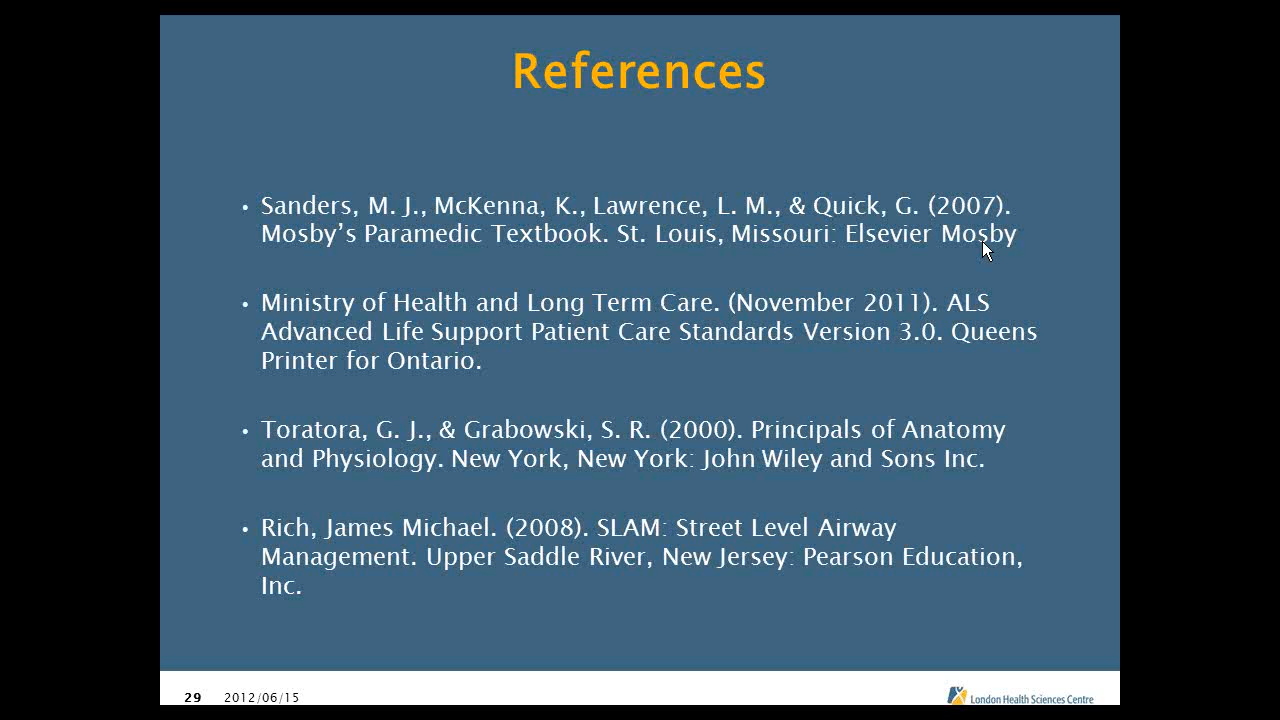 References
• Sanders, M. J., McKenna, K., Lawrence, L. M., & Quick, G. (2007).
Mosby’s Paramedic Textbook. St. Louis, Missouri: Elsevier Mosby
• Ministry of Health and Long Term Care. (November 2011). ALS
Advanced Life Support Patient Care Standards Version 3.0. Queens
Printer for Ontario.
• Toratora, G. J., & Grabowski, S. R. (2000). Principals of Anatomy
and Physiology. New York, New York: John Wiley and Sons Inc.
• Rich, James Michael. (2008). SLAM: Street Level Airway
Management. Upper Saddle River, New Jersey: Pearson Education,
Inc.
29 2012/06/15 London Health Sciences Centre